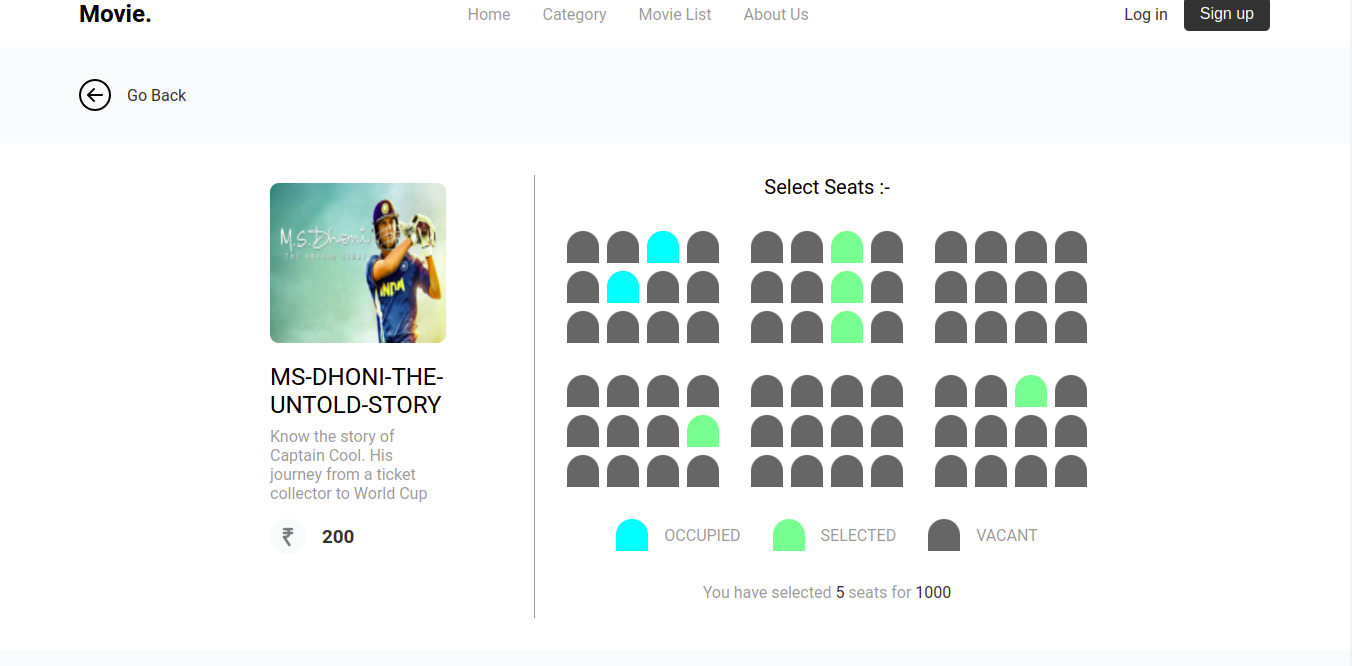 Movie.
Home
Category
Movie List
About Us
Log in
Sign up
Go Back
M.S.Dhoni
THE UNTOLD STORY
INDA
MS-DHONI-THE-
UNTOLD-STORY
Know the story of
Captain Cool. His
journey from a ticket
collector to World Cup
₹ 200
Select Seats :-
OCCUPIED
SELECTED
VACANT
You have selected 5 seats for 1000